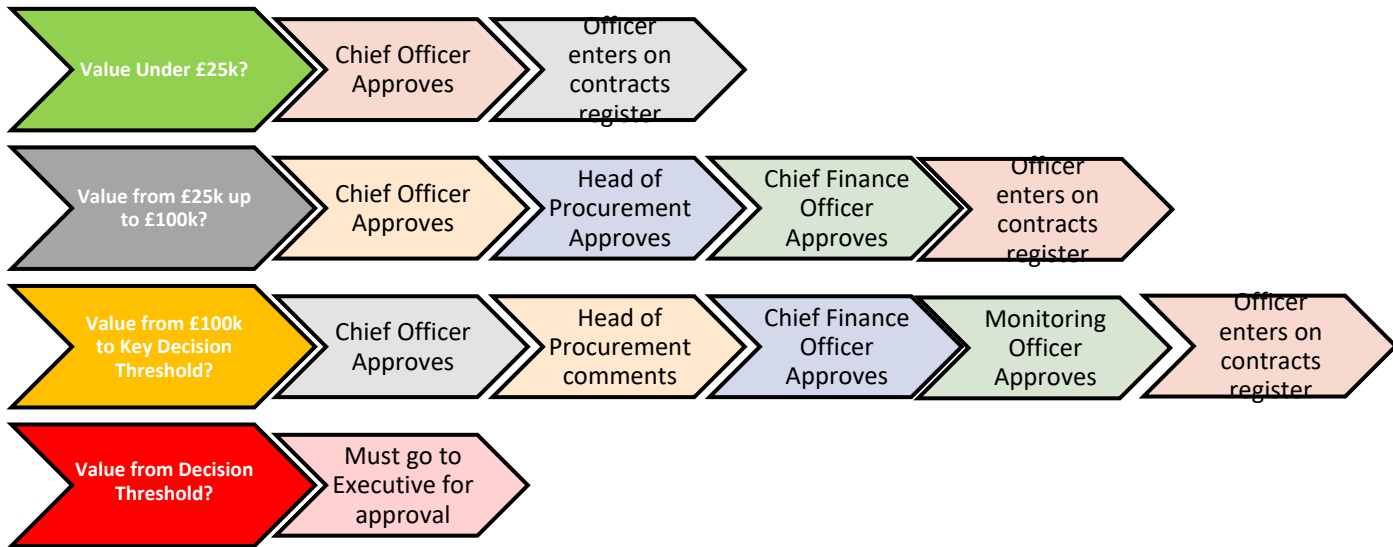 Value Under £25k?
Chief Officer
Approves
Officer
enters on
contracts
register
Value from £25k up
to £100k?
Chief Officer
Approves
Head of
Procurement
Approves
Chief Finance
Officer
Approves
Officer
enters on
contracts
register
Value from £100k
to Key Decision
Threshold?
Chief Officer
Approves
Head of
Procurement
comments
Chief Finance
Officer
Approves
Monitoring
Officer
Approves
Officer
enters on
contracts
register
Value from Decision
Threshold?
Must go to
Executive for
approval